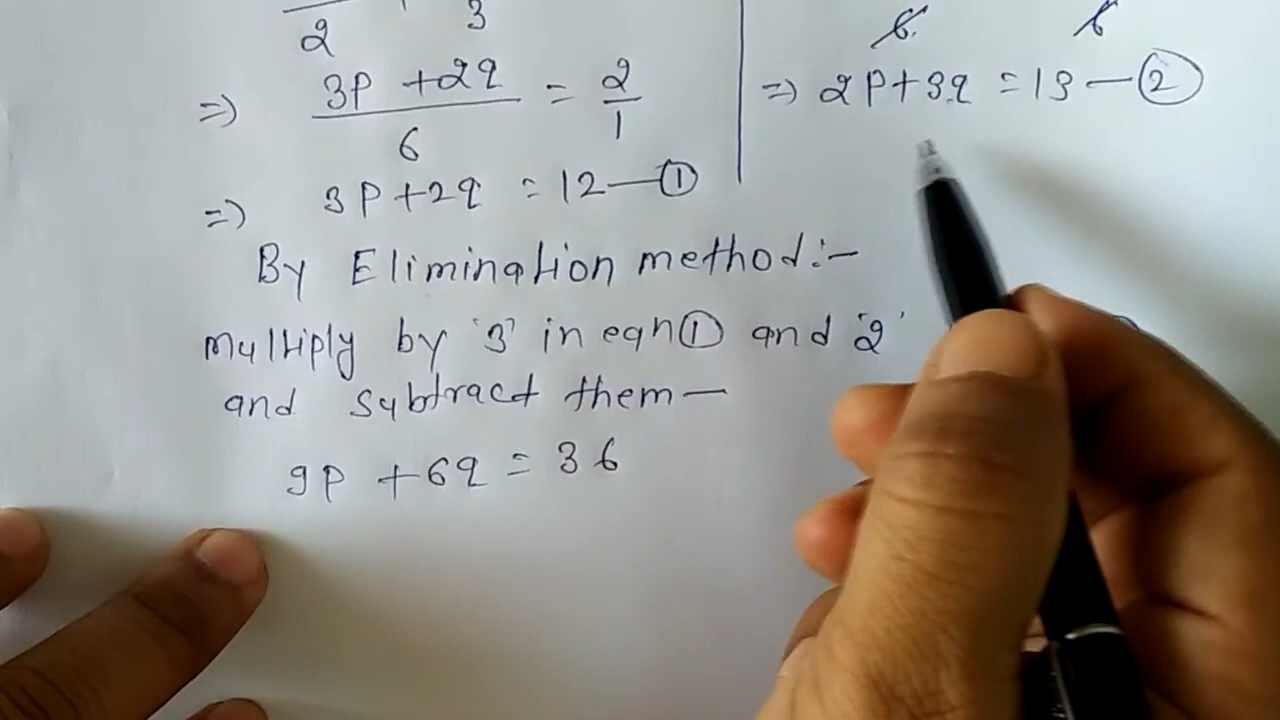 2 3
=> 3p + 2q / 6 = 2 / 1
=> 3p + 2q = 12 — ①
6 6
=> 2p + 3q = 13 — ②
By Elimination method :-
multiply by '3' in eqn ① and '2'
and subtract them —
9p + 6q = 36